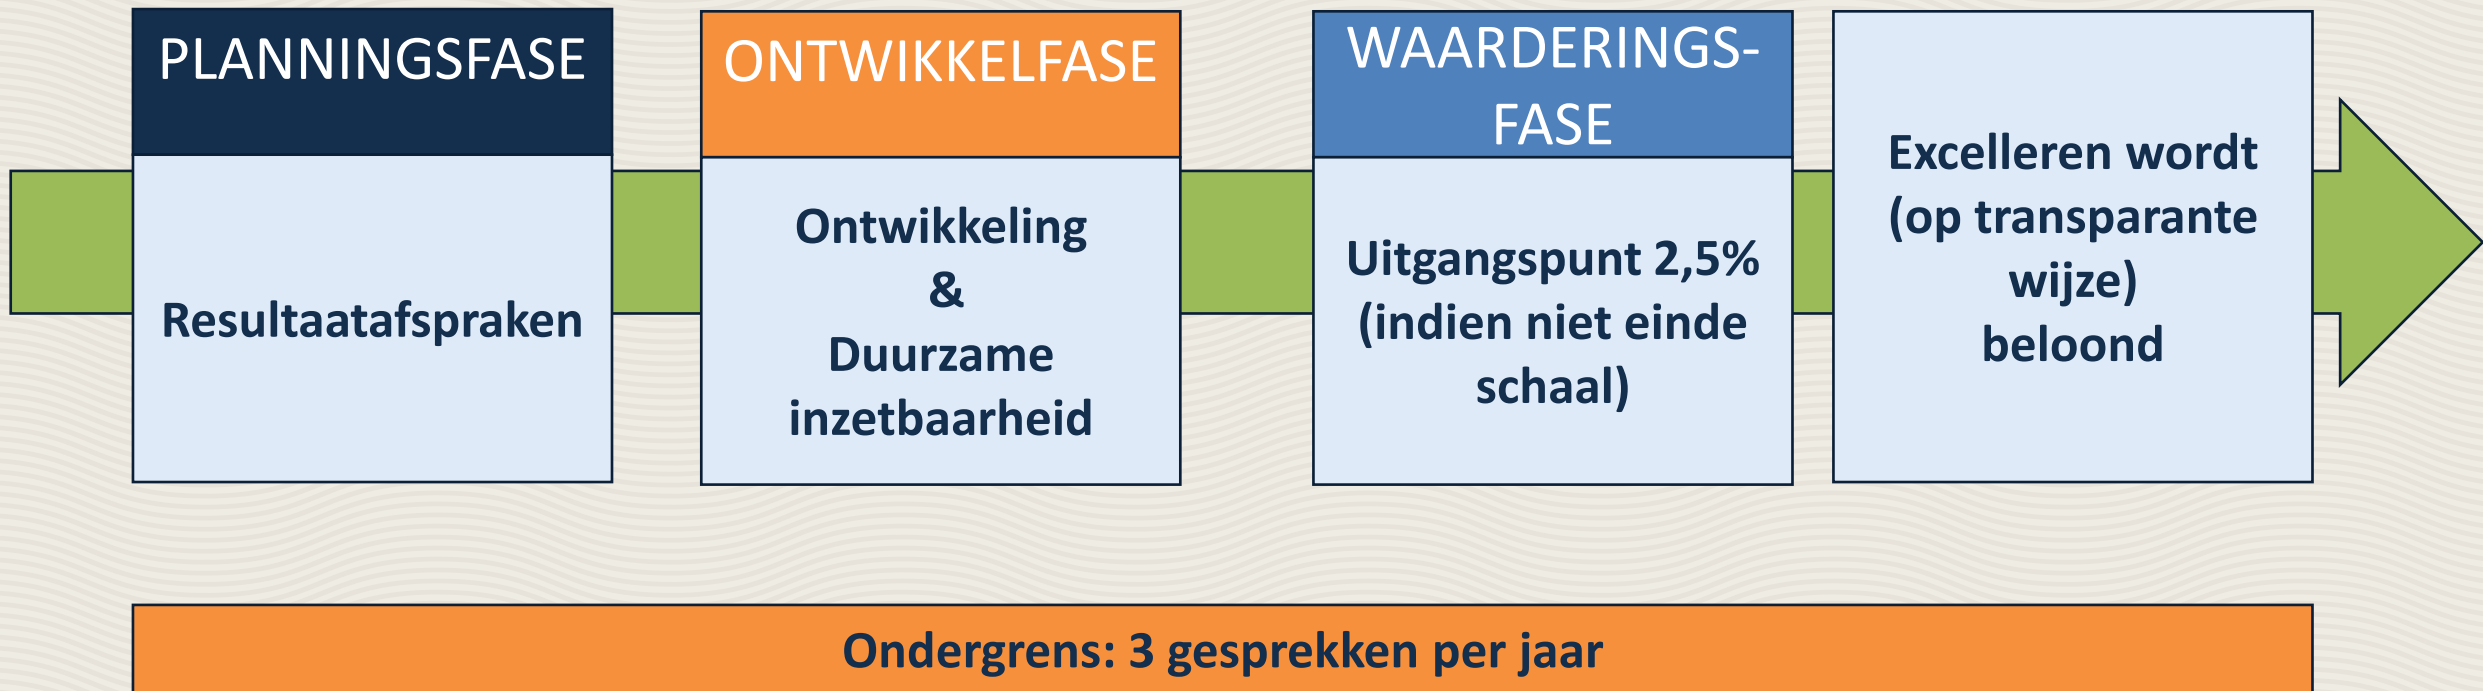 PLANNINGSFASE
Resultaatafspraken
ONTWIKKELFASE
Ontwikkeling
&
Duurzame
inzetbaarheid
WAARDERINGS-
FASE
Uitgangspunt 2,5%
(indien niet einde
schaal)
Excelleren wordt
(op transparante
wijze)
beloond
Ondergrens: 3 gesprekken per jaar